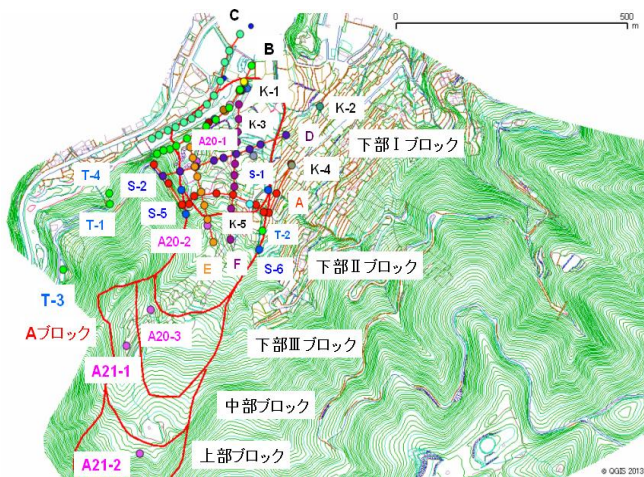 C
0 500
m
B
K-1
K-2
K-3
A20-1
D
下部Ⅰブロック
T-4
S-2
S-1
K-4
T-1
S-5
A
K-5
T-2
A20-2
E
F
S-6
下部Ⅱブロック
T-3
Aブロック
A20-3
下部Ⅲブロック
A21-1
中部ブロック
上部ブロック
A21-2
© QGIS 2013